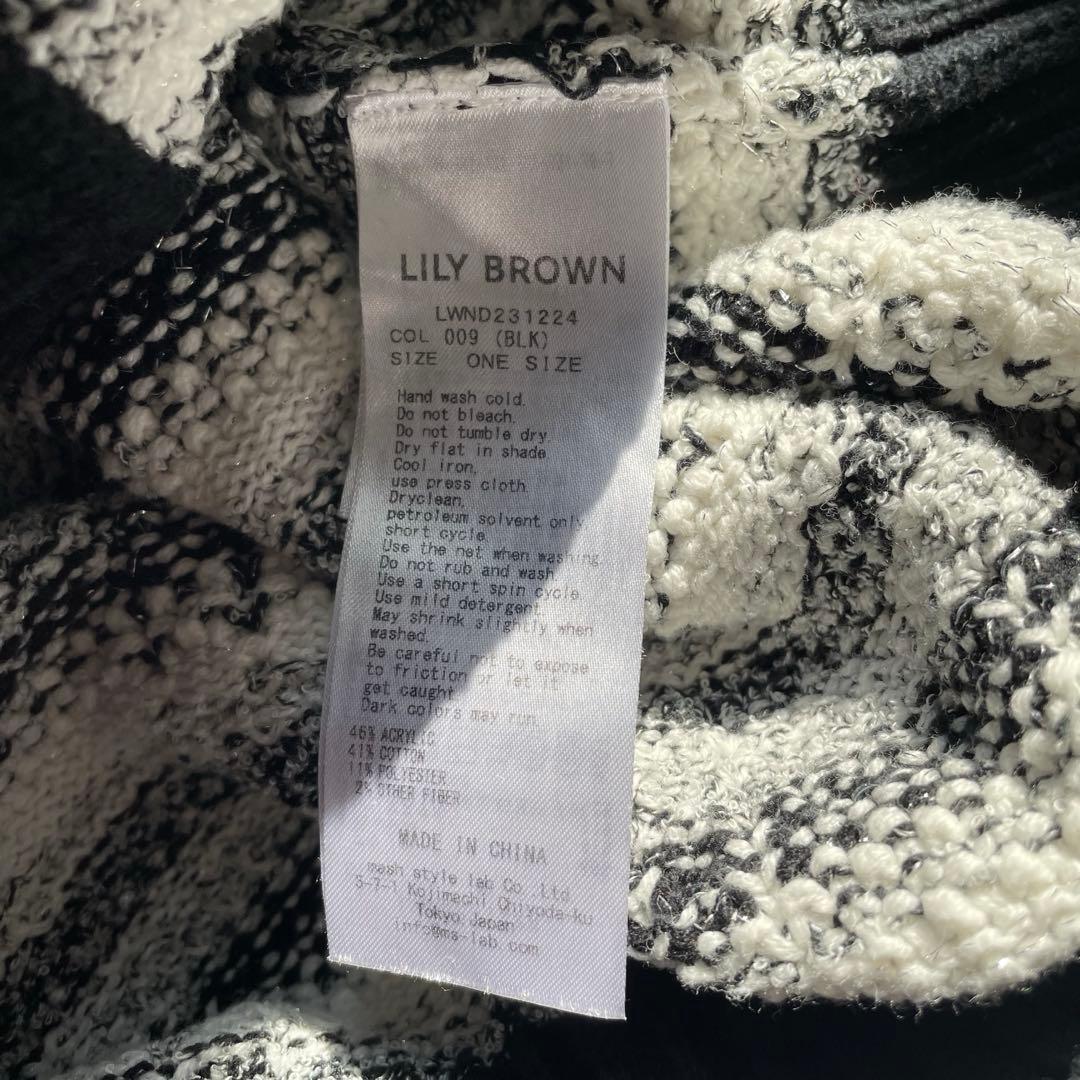 LILY BROWN
LWND231224
COL 009 (BLK)
SIZE ONE SIZE
Hand wash cold.
Do not bleach.
Do not tumble dry.
Dry flat in shade
Cool iron,
use press cloth.
Dryclean,
petroleum solvent only
short cycle.
Use the net when washing.
Do not rub and wash
Use a short spin cycle
Use mild detergent
May shrink slightly when
washed.
Be careful not to expose
to friction or let it
get caught
Dark colors may run.
46% ACRYLIC
41% COTTON
11% POLYESTER
2% OTHER FIBER
MADE IN CHINA
mash style lab Co. Ltd
5-7-1 Kojimachi Chiyoda-ku
Tokyo Japan
info@ms-lab.com